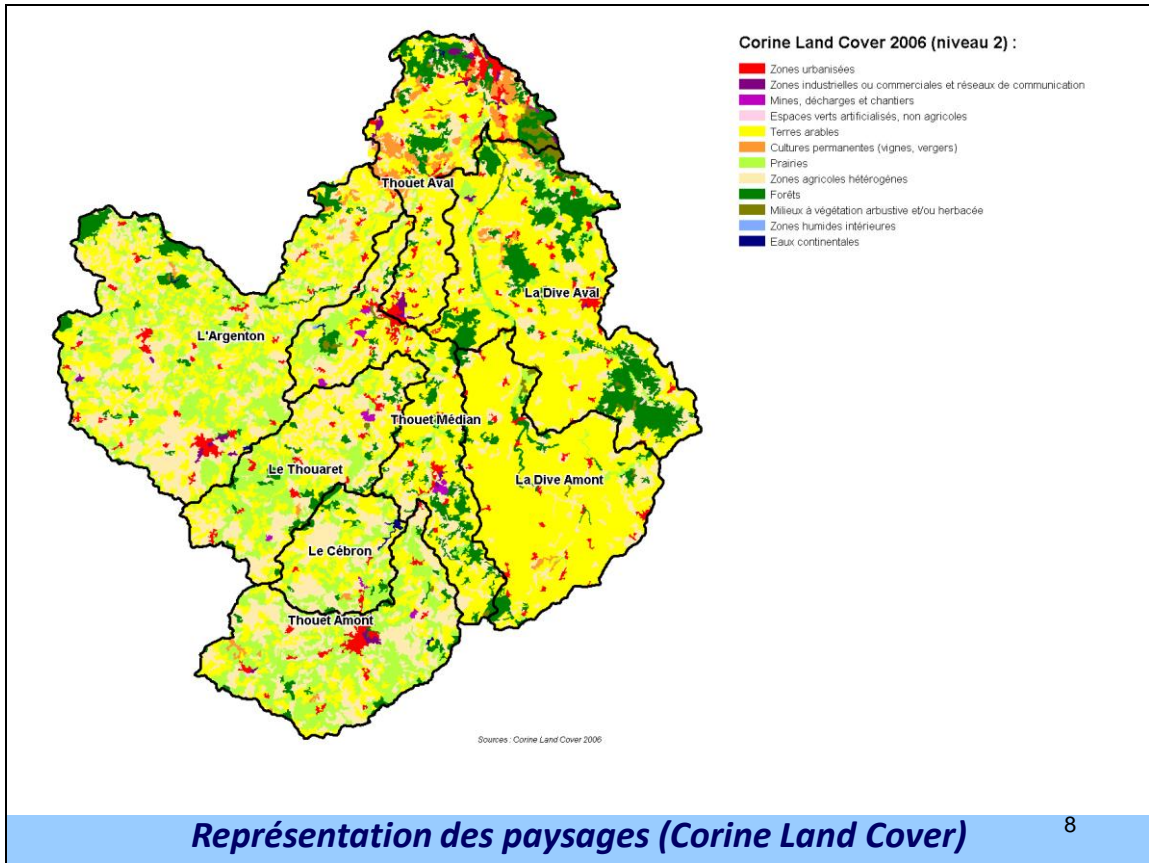 Corine Land Cover 2006 (niveau 2) :
Zones urbanisées
Zones industrielles ou commerciales et réseaux de communication
Mines, décharges et chantiers
Espaces verts artificialisés, non agricoles
Terres arables
Cultures permanentes (vignes, vergers)
Prairies
Zones agricoles hétérogènes
Forêts
Milieux à végétation arbustive et/ou herbacée
Zones humides intérieures
Eaux continentales
Thouet Aval
La Dive Aval
L'Argenton
Thouet Médian
Le Thouaret
La Dive Amont
Le Cébron
Thouet Amont
Sources : Corine Land Cover 2006
Représentation des paysages (Corine Land Cover)
8